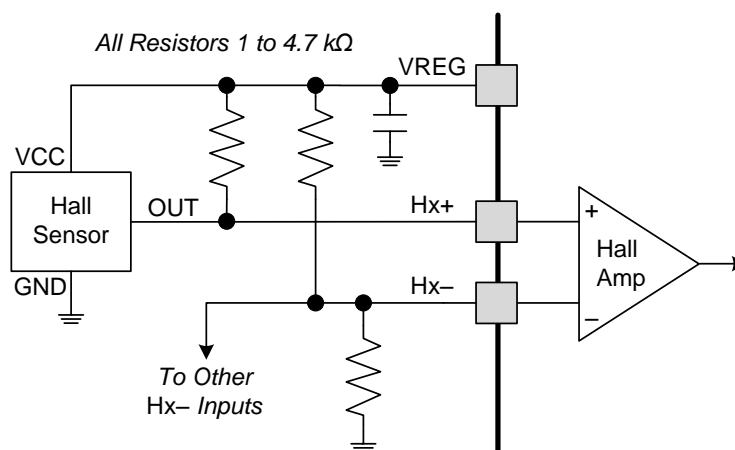 All Resistors 1 to 4.7 kΩ
VREG
VCC
Hall
Sensor
OUT
GND
Hx+
+
Hall
Amp
Hx–
–
To Other
Hx– Inputs